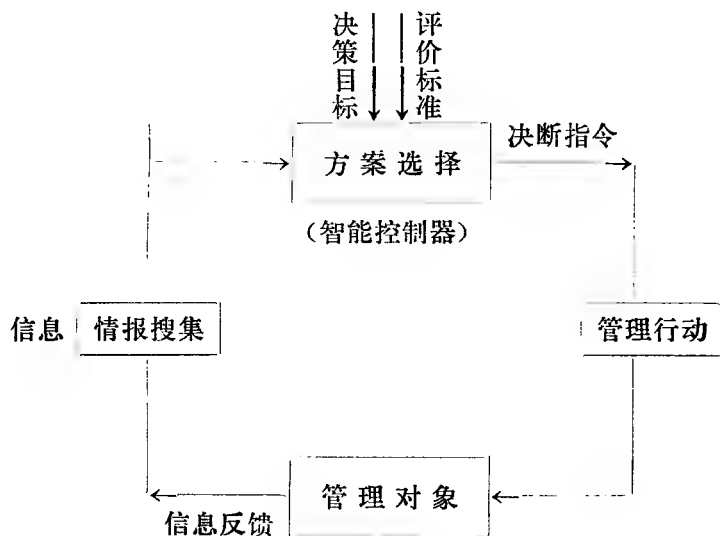 决策目标
评价标准
方案选择
决断指令
（智能控制器）
信息
情报搜集
管理行动
管理对象
信息反馈